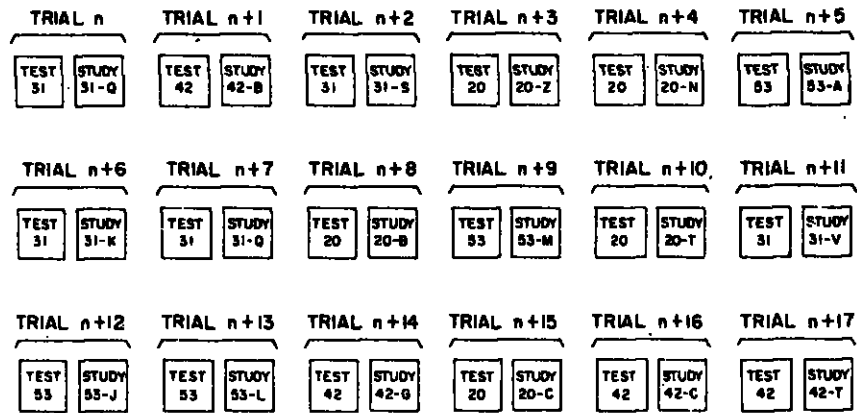 TRIAL n TRIAL n+1 TRIAL n+2 TRIAL n+3 TRIAL n+4 TRIAL n+5
TEST STUDY TEST STUDY TEST STUDY TEST STUDY TEST STUDY TEST STUDY
31 31-Q 42 42-B 31 31-S 20 20-Z 20 20-N 53 53-A
TRIAL n+6 TRIAL n+7 TRIAL n+8 TRIAL n+9 TRIAL n+10 TRIAL n+11
TEST STUDY TEST STUDY TEST STUDY TEST STUDY TEST STUDY TEST STUDY
31 31-K 31 31-Q 20 20-B 53 53-M 20 20-T 31 31-V
TRIAL n+12 TRIAL n+13 TRIAL n+14 TRIAL n+15 TRIAL n+16 TRIAL n+17
TEST STUDY TEST STUDY TEST STUDY TEST STUDY TEST STUDY TEST STUDY
53 53-J 53 53-L 42 42-G 20 20-C 42 42-C 42 42-T